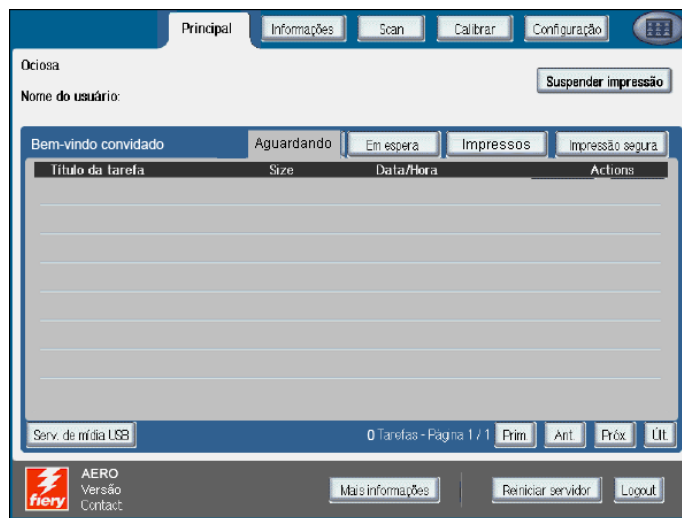 Principal Informações Scan Calibrar Configuração
Ociosa
Suspender impressão
Nome do usuário:
Bem-vindo convidado Aguardando Em espera Impressos Impressão segura
Título da tarefa Size Data/Hora Actions
Serv. de mídia USB 0 Tarefas - Página 1 / 1 Prim. Ant. Próx. Últ.
AERO
Versão
Contact
fiery
Mais informações Reiniciar servidor Logout